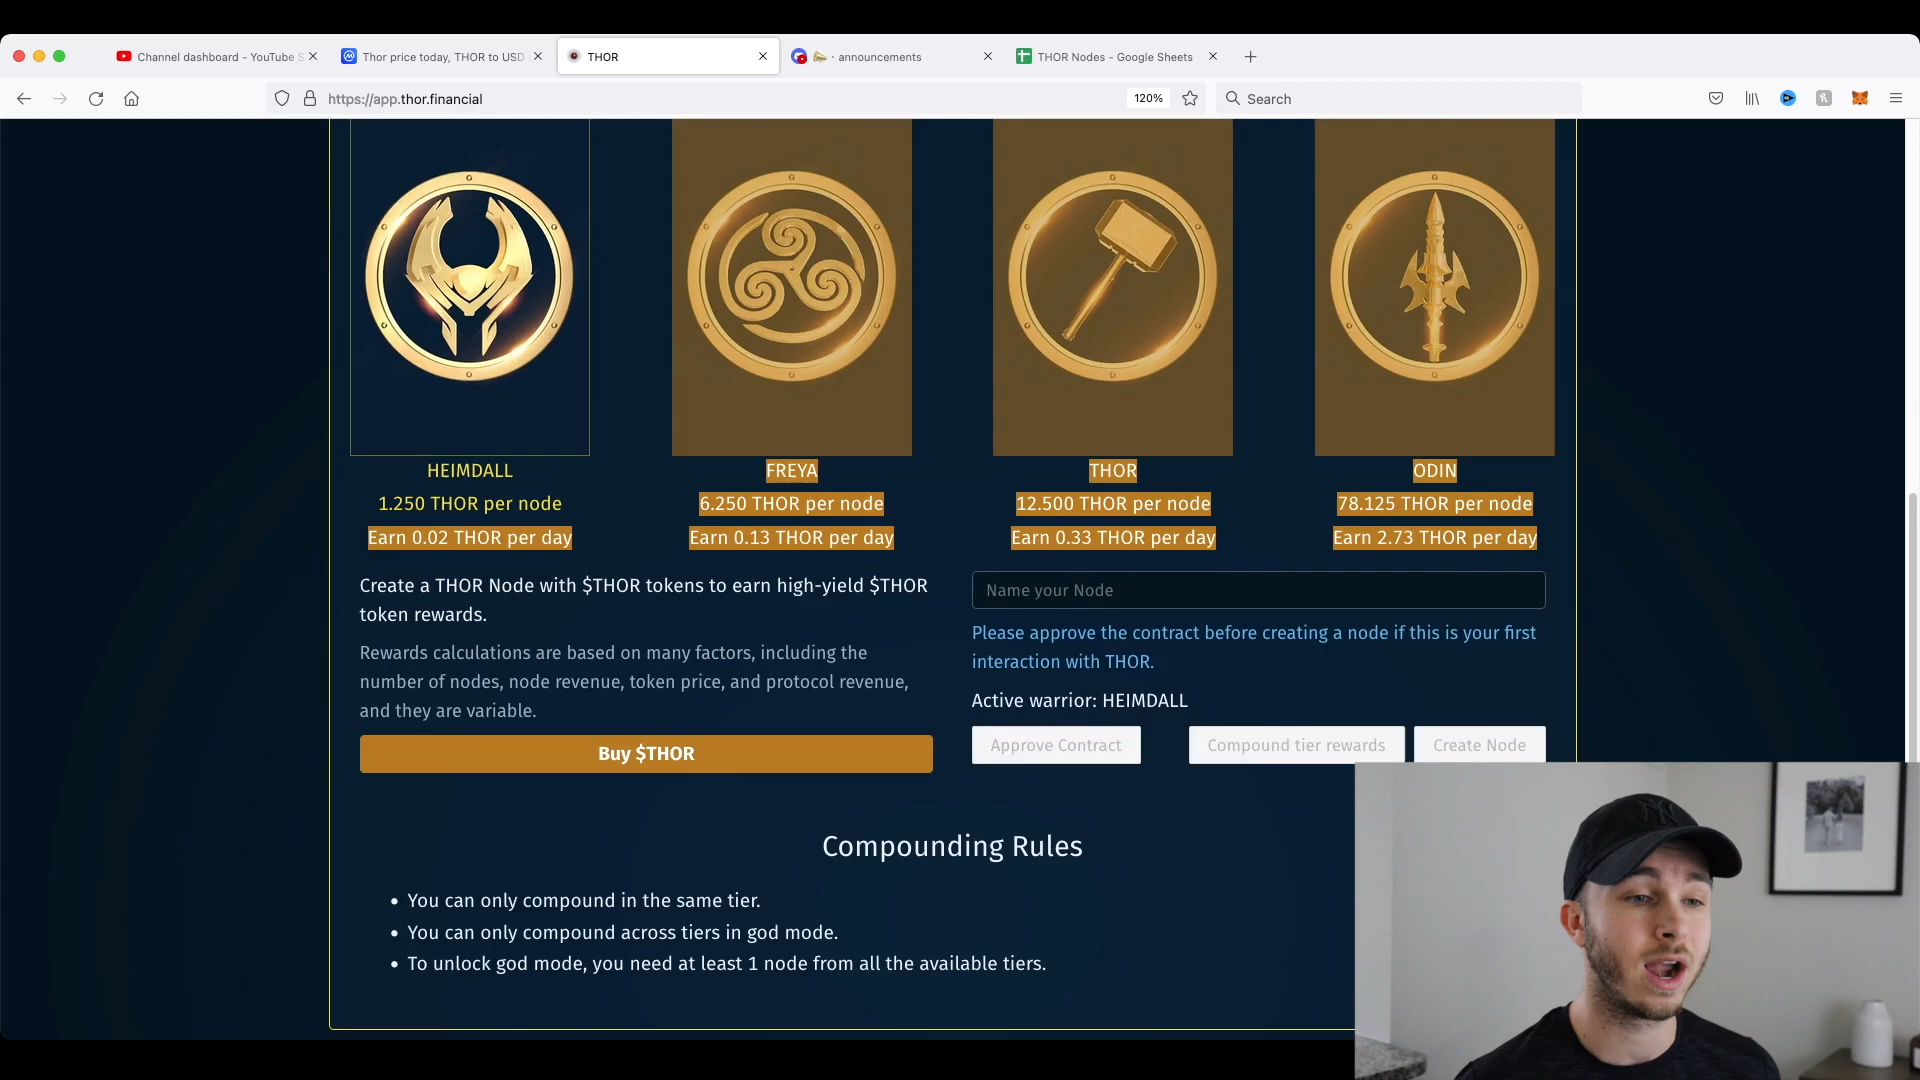 Channel dashboard - YouTube S
Thor price today, THOR to USD
THOR
· announcements
THOR Nodes - Google Sheets
https://app.thor.financial
120%
Search
HEIMDALL
1.250 THOR per node
Earn 0.02 THOR per day
FREYA
6.250 THOR per node
Earn 0.13 THOR per day
THOR
12.500 THOR per node
Earn 0.33 THOR per day
ODIN
78.125 THOR per node
Earn 2.73 THOR per day
Create a THOR Node with $THOR tokens to earn high-yield $THOR
token rewards.
Rewards calculations are based on many factors, including the
number of nodes, node revenue, token price, and protocol revenue,
and they are variable.
Buy $THOR
Name your Node
Please approve the contract before creating a node if this is your first
interaction with THOR.
Active warrior: HEIMDALL
Approve Contract
Compound tier rewards
Create Node
Compounding Rules
• You can only compound in the same tier.
• You can only compound across tiers in god mode.
• To unlock god mode, you need at least 1 node from all the available tiers.